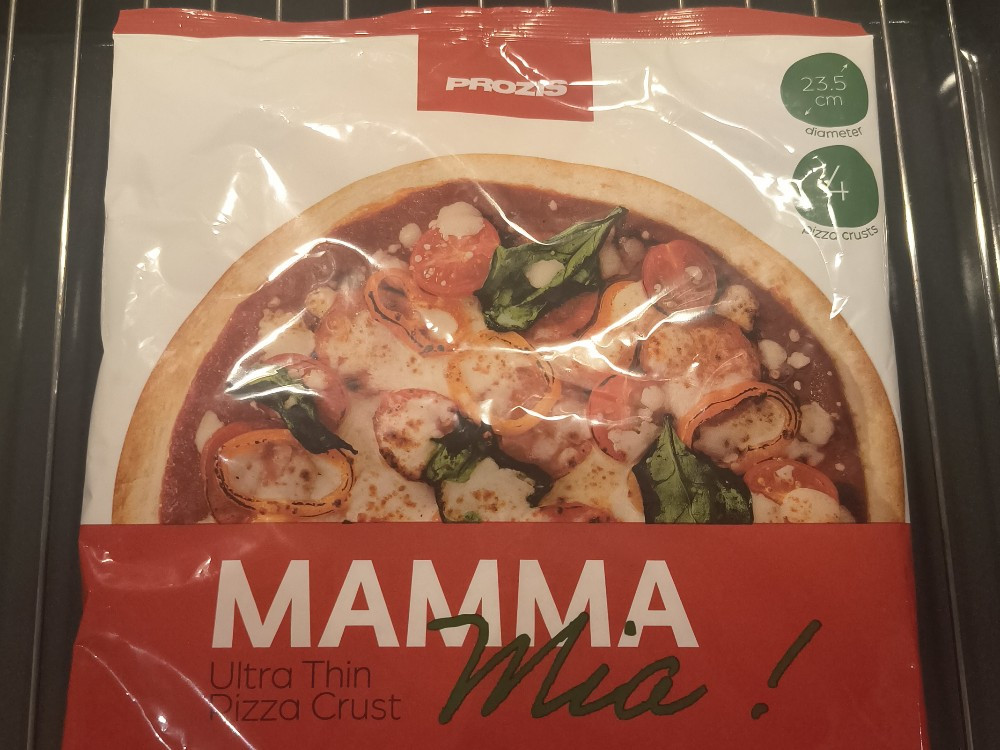 PROZIS
23.5
cm
diameter
4
pizza crusts
MAMMA
Mia !
Ultra Thin
Pizza Crust